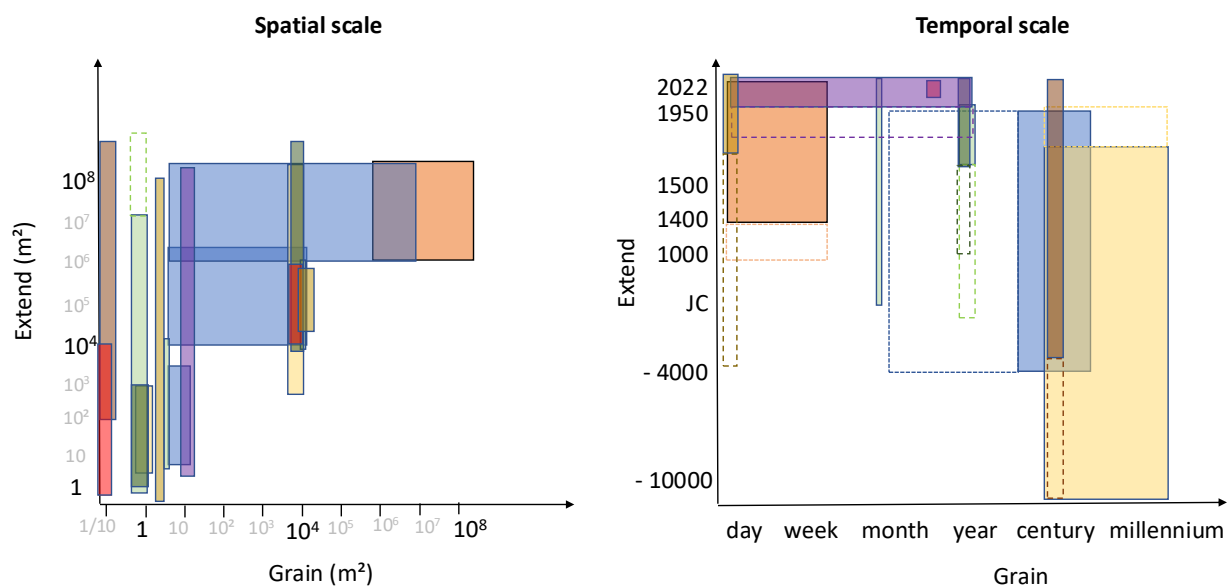 Spatial scale
Extend (m²)
10⁸
10⁷
10⁶
10⁵
10⁴
10³
10²
10
1
1/10 1 10 10² 10³ 10⁴ 10⁵ 10⁶ 10⁷ 10⁸
Grain (m²)
Temporal scale
Extend
2022
1950
1500
1400
1000
JC
- 4000
- 10000
day week month year century millennium
Grain